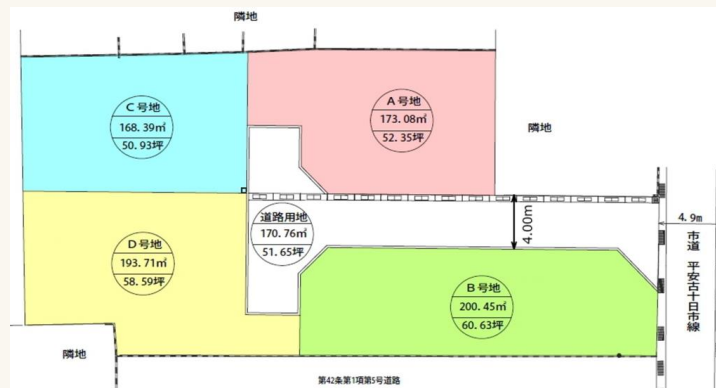 隣地
C号地
168.39㎡
50.93坪
A号地
173.08㎡
52.35坪
隣地
道路用地
170.76㎡
51.65坪
4.00m
4.9m
市道 平安古十日市線
D号地
193.71㎡
58.59坪
B号地
200.45㎡
60.63坪
隣地
第42条第1項第5号道路